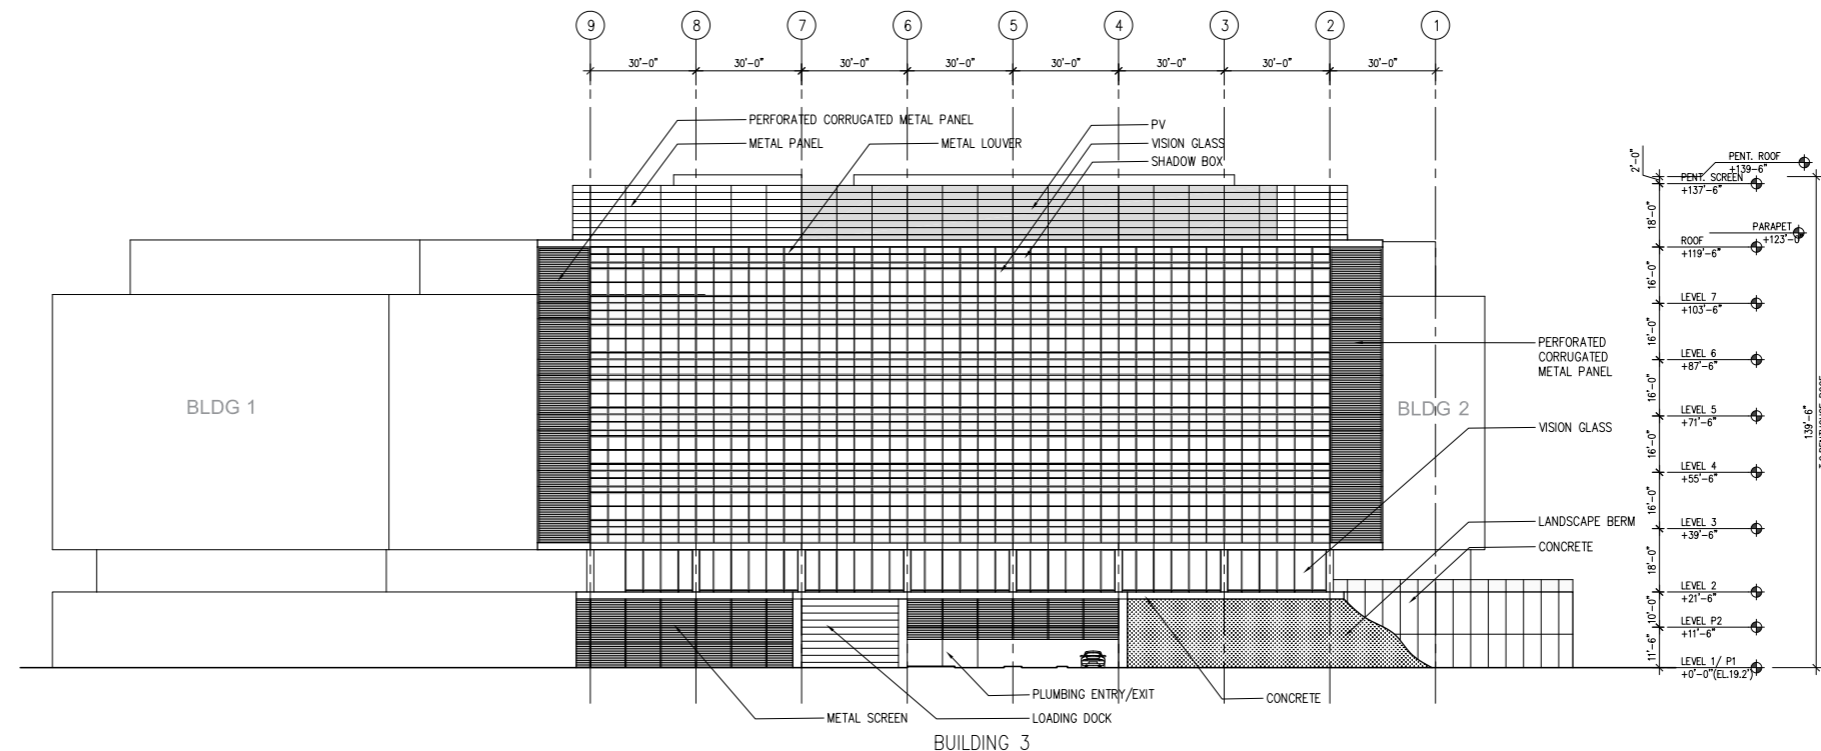 9 8 7 6 5 4 3 2 1
30'-0" 30'-0" 30'-0" 30'-0" 30'-0" 30'-0" 30'-0" 30'-0"
PERFORATED CORRUGATED METAL PANEL
METAL PANEL
METAL LOUVER
PV
VISION GLASS
SHADOW BOX
2'-0"
PENT. ROOF
+139-6"
PENT. SCREEN
+137'-6"
18'-0"
PARAPET
+123'-0
ROOF
+119'-6"
16'-0"
LEVEL 7
+103'-6"
16'-0"
PERFORATED
CORRUGATED
METAL PANEL
LEVEL 6
+87'-6"
16'-0"
BLDG 1
BLDG 2
LEVEL 5
+71'-6"
139'-6"
VISION GLASS
16'-0"
LEVEL 4
+55'-6"
16'-0"
LANDSCAPE BERM
LEVEL 3
+39'-6"
CONCRETE
18'-0"
LEVEL 2
+21'-6"
10'-0"
LEVEL P2
+11'-6"
11'-6"
LEVEL 1/ P1
+0'-0"(EL.19.2')
PLUMBING ENTRY/EXIT
CONCRETE
METAL SCREEN
LOADING DOCK
BUILDING 3